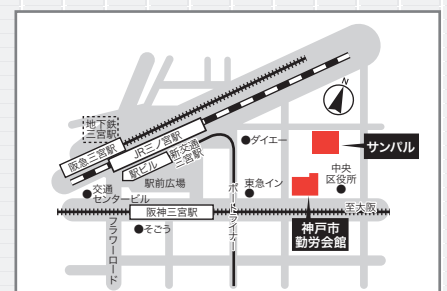 N
地下鉄
三宮駅
阪急三宮駅
JR三ノ宮駅
駅ビル
新交通
三宮駅
駅前広場
交通
センタービル
ダイエー
サンパル
中央
区役所
東急イン
ポートライナー
至大阪
阪神三宮駅
神戸市
勤労会館
そごう
フラワーロード